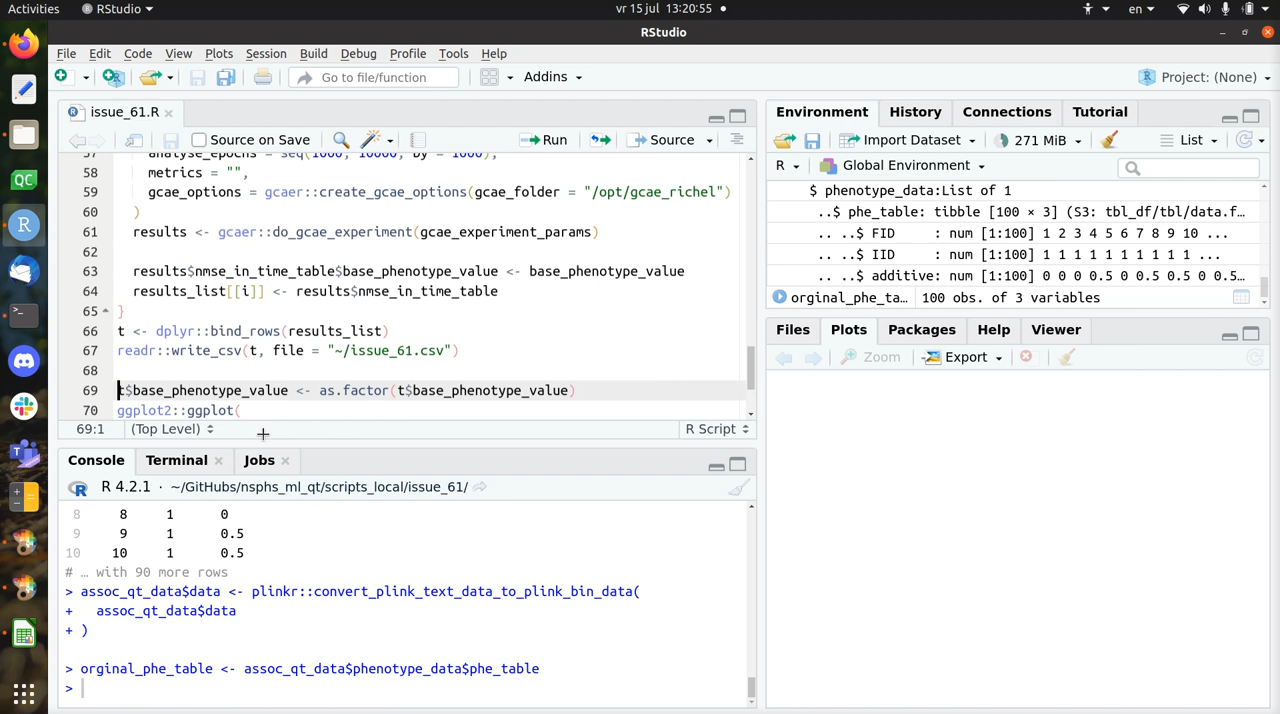 Activities RStudio vr 15 jul 13:20:55 en
RStudio
File Edit Code View Plots Session Build Debug Profile Tools Help
Go to file/function Addins Project: (None)
issue_61.R
Source on Save Run Source
57 analyse_epochs = seq(1000, 10000, by = 1000),
58 metrics = "",
59 gcae_options = gcaer::create_gcae_options(gcae_folder = "/opt/gcae_richel")
60 )
61 results <- gcaer::do_gcae_experiment(gcae_experiment_params)
62
63 results$nmse_in_time_table$base_phenotype_value <- base_phenotype_value
64 results_list[[i]] <- results$nmse_in_time_table
65 }
66 t <- dplyr::bind_rows(results_list)
67 readr::write_csv(t, file = "~/issue_61.csv")
68
69 t$base_phenotype_value <- as.factor(t$base_phenotype_value)
70 ggplot2::ggplot(
69:1 (Top Level) R Script
Console Terminal Jobs
R 4.2.1 · ~/GitHubs/nsphs_ml_qt/scripts_local/issue_61/
8 8 1 0
9 9 1 0.5
10 10 1 0.5
# … with 90 more rows
> assoc_qt_data$data <- plinkr::convert_plink_text_data_to_plink_bin_data(
+ assoc_qt_data$data
+ )
> orginal_phe_table <- assoc_qt_data$phenotype_data$phe_table
>
Environment History Connections Tutorial
Import Dataset 271 MiB List
R Global Environment
$ phenotype_data:List of 1
..$ phe_table: tibble [100 × 3] (S3: tbl_df/tbl/data.f…
.. ..$ FID : num [1:100] 1 2 3 4 5 6 7 8 9 10 ...
.. ..$ IID : num [1:100] 1 1 1 1 1 1 1 1 1 1 ...
.. ..$ additive: num [1:100] 0 0 0 0.5 0 0.5 0.5 0 0.5…
orginal_phe_ta… 100 obs. of 3 variables
Files Plots Packages Help Viewer
Zoom Export